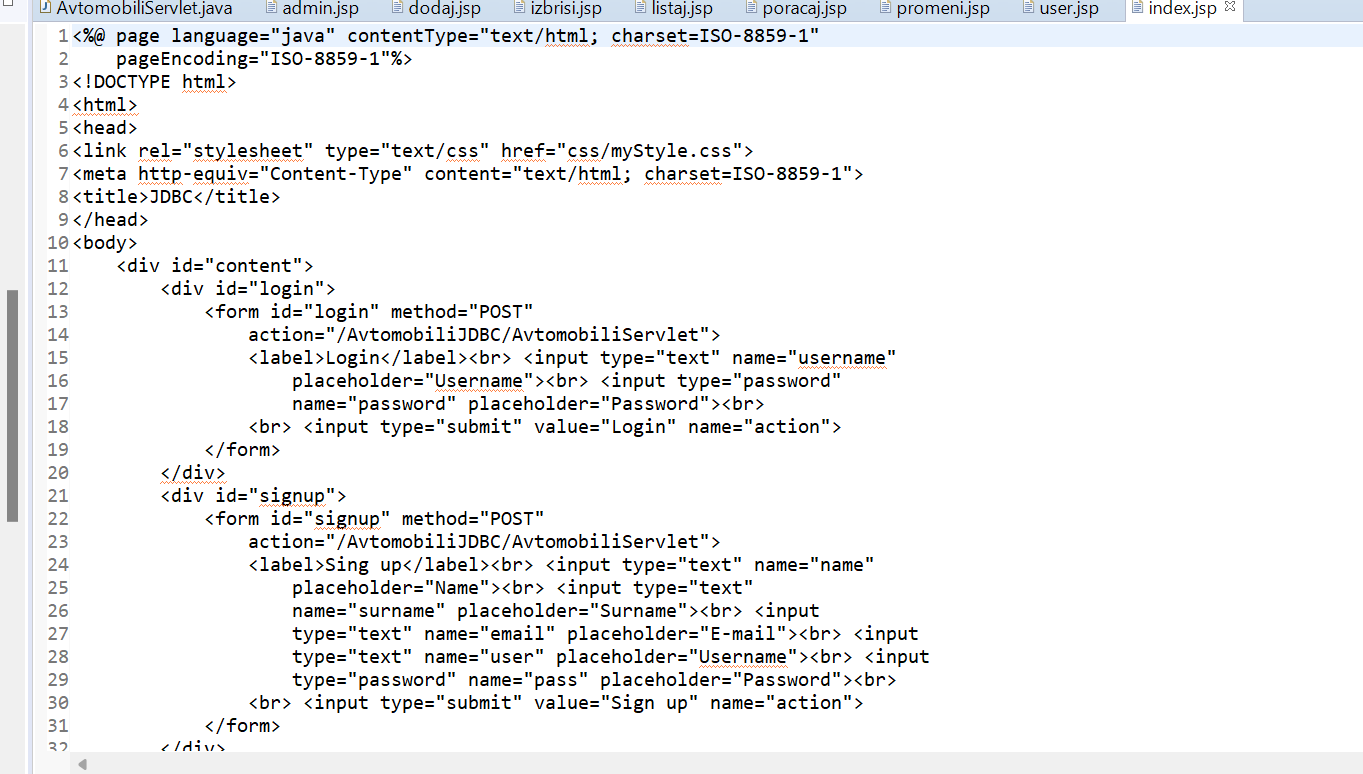 AvtomobiliServlet.java admin.jsp dodaj.jsp izbrisi.jsp listaj.jsp poracaj.jsp promeni.jsp user.jsp index.jsp
1 <%@ page language="java" contentType="text/html; charset=ISO-8859-1"
2     pageEncoding="ISO-8859-1"%>
3 <!DOCTYPE html>
4 <html>
5 <head>
6 <link rel="stylesheet" type="text/css" href="css/myStyle.css">
7 <meta http-equiv="Content-Type" content="text/html; charset=ISO-8859-1">
8 <title>JDBC</title>
9 </head>
10 <body>
11     <div id="content">
12         <div id="login">
13             <form id="login" method="POST"
14                 action="/AvtomobiliJDBC/AvtomobiliServlet">
15                 <label>Login</label><br> <input type="text" name="username"
16                     placeholder="Username"><br> <input type="password"
17                     name="password" placeholder="Password"><br>
18                 <br> <input type="submit" value="Login" name="action">
19             </form>
20         </div>
21         <div id="signup">
22             <form id="signup" method="POST"
23                 action="/AvtomobiliJDBC/AvtomobiliServlet">
24                 <label>Sing up</label><br> <input type="text" name="name"
25                     placeholder="Name"><br> <input type="text"
26                     name="surname" placeholder="Surname"><br> <input
27                     type="text" name="email" placeholder="E-mail"><br> <input
28                     type="text" name="user" placeholder="Username"><br> <input
29                     type="password" name="pass" placeholder="Password"><br>
30                 <br> <input type="submit" value="Sign up" name="action">
31             </form>
32         </div>